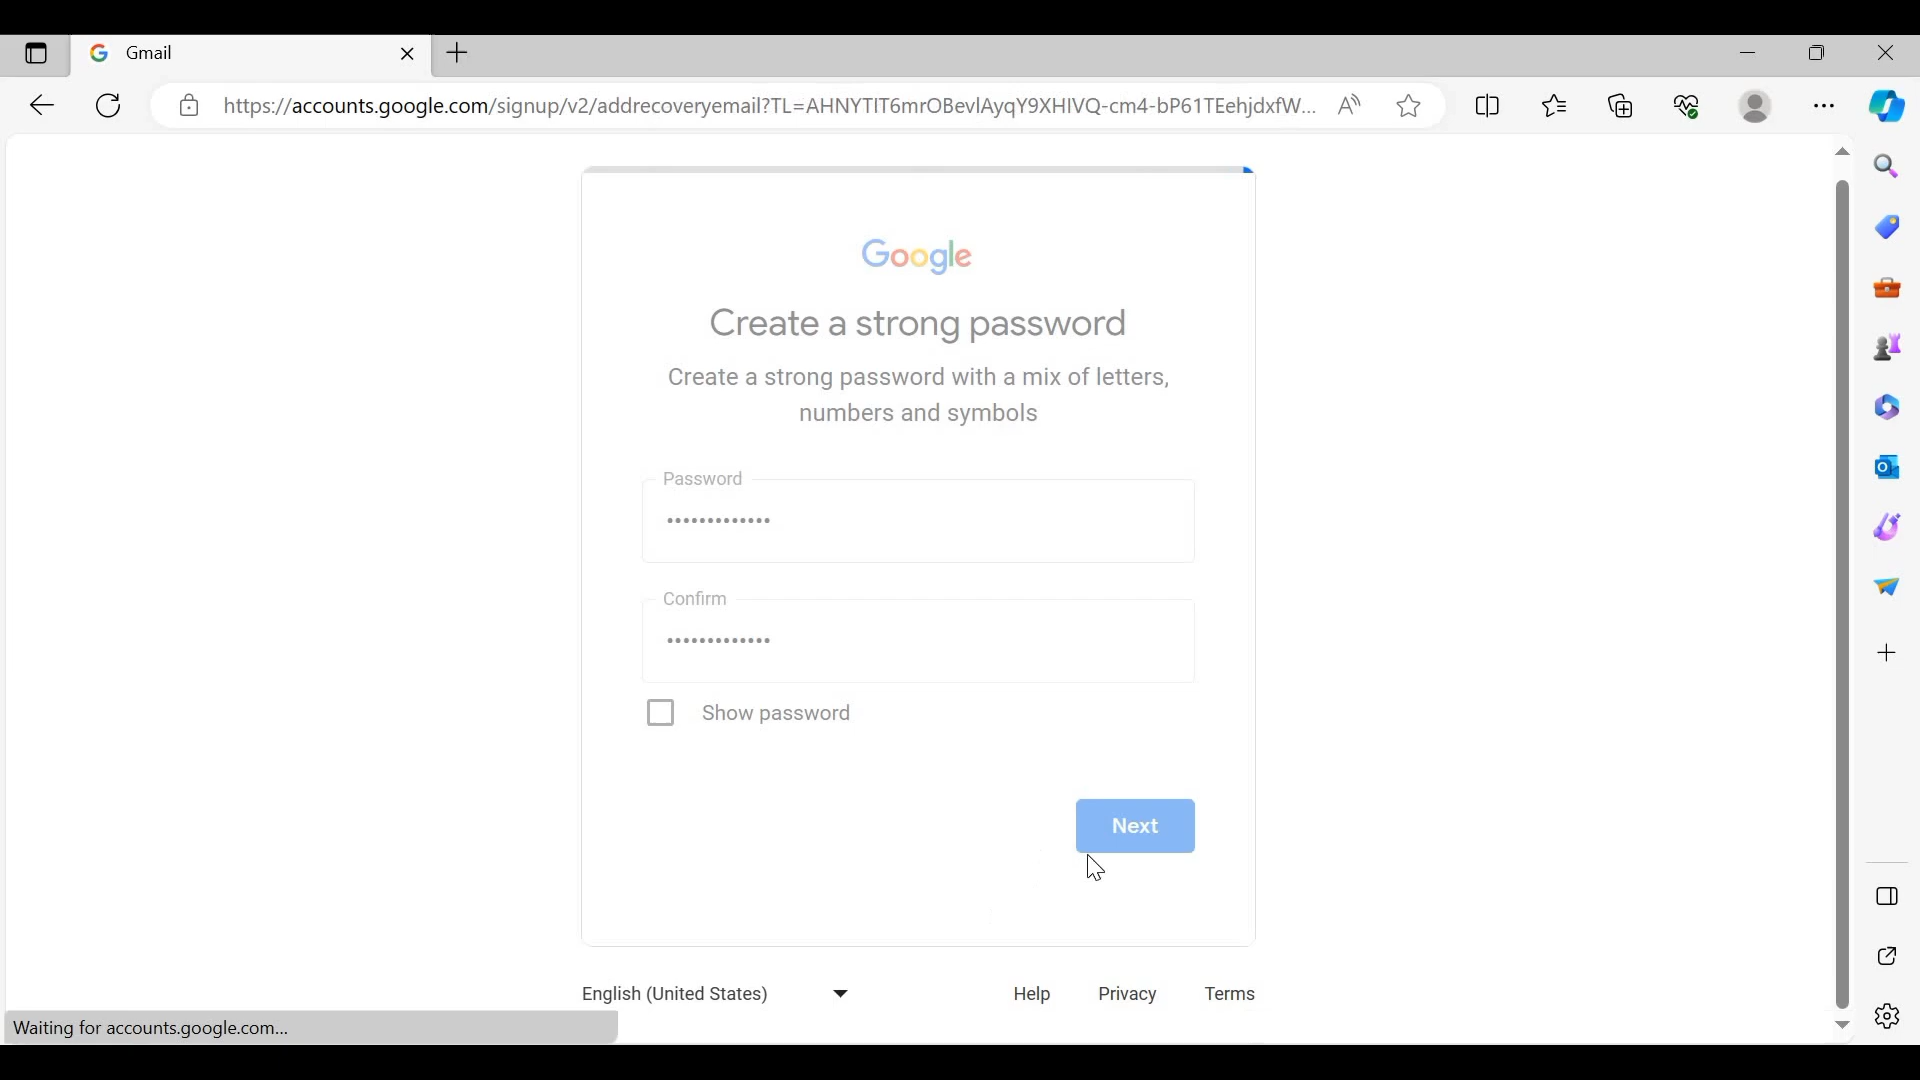 Gmail
https://accounts.google.com/signup/v2/addrecoveryemail?TL=AHNYTIT6mrOBevlAyqY9XHIVQ-cm4-bP61TEehjdxfW...
Google
Create a strong password
Create a strong password with a mix of letters,
numbers and symbols
Password
•••••••••••••
Confirm
•••••••••••••
Show password
Next
English (United States)
Help
Privacy
Terms
Waiting for accounts.google.com...